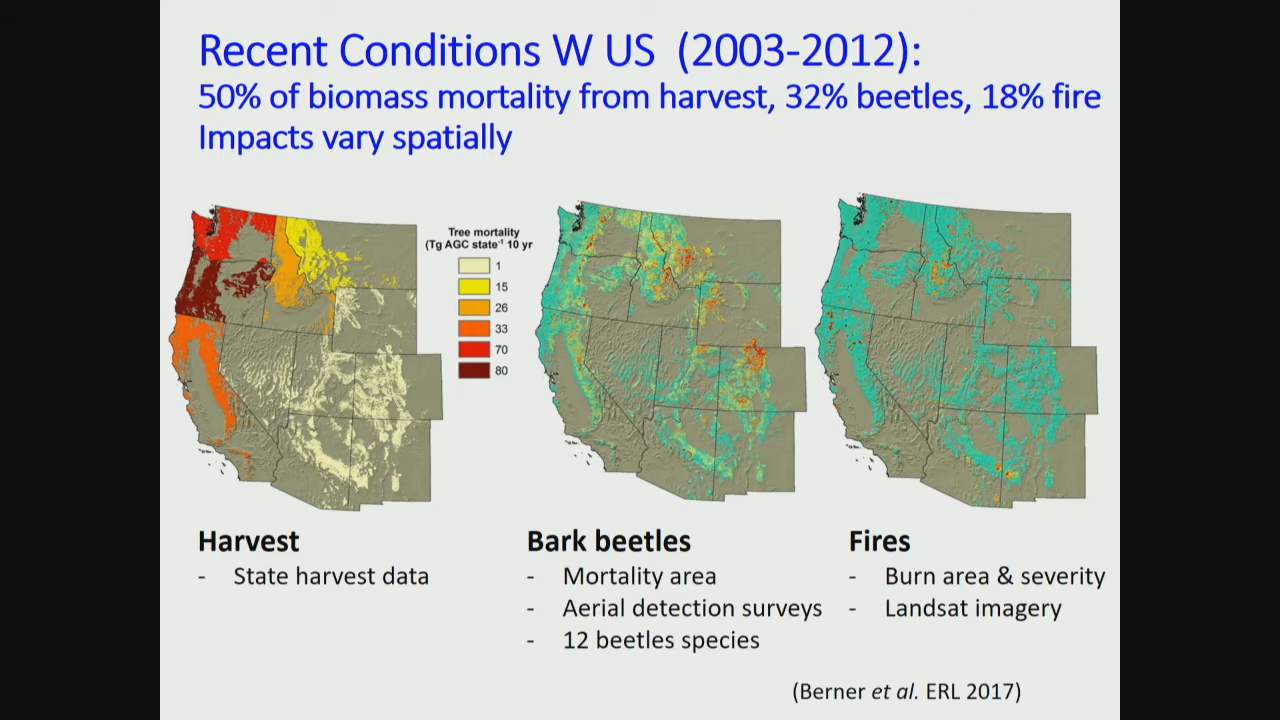 Recent Conditions W US (2003-2012):
50% of biomass mortality from harvest, 32% beetles, 18% fire
Impacts vary spatially
Tree mortality
(Tg AGC state⁻¹ 10 yr
1
15
26
33
70
80
Harvest
- State harvest data
Bark beetles
- Mortality area
- Aerial detection surveys
- 12 beetles species
Fires
- Burn area & severity
- Landsat imagery
(Berner et al. ERL 2017)